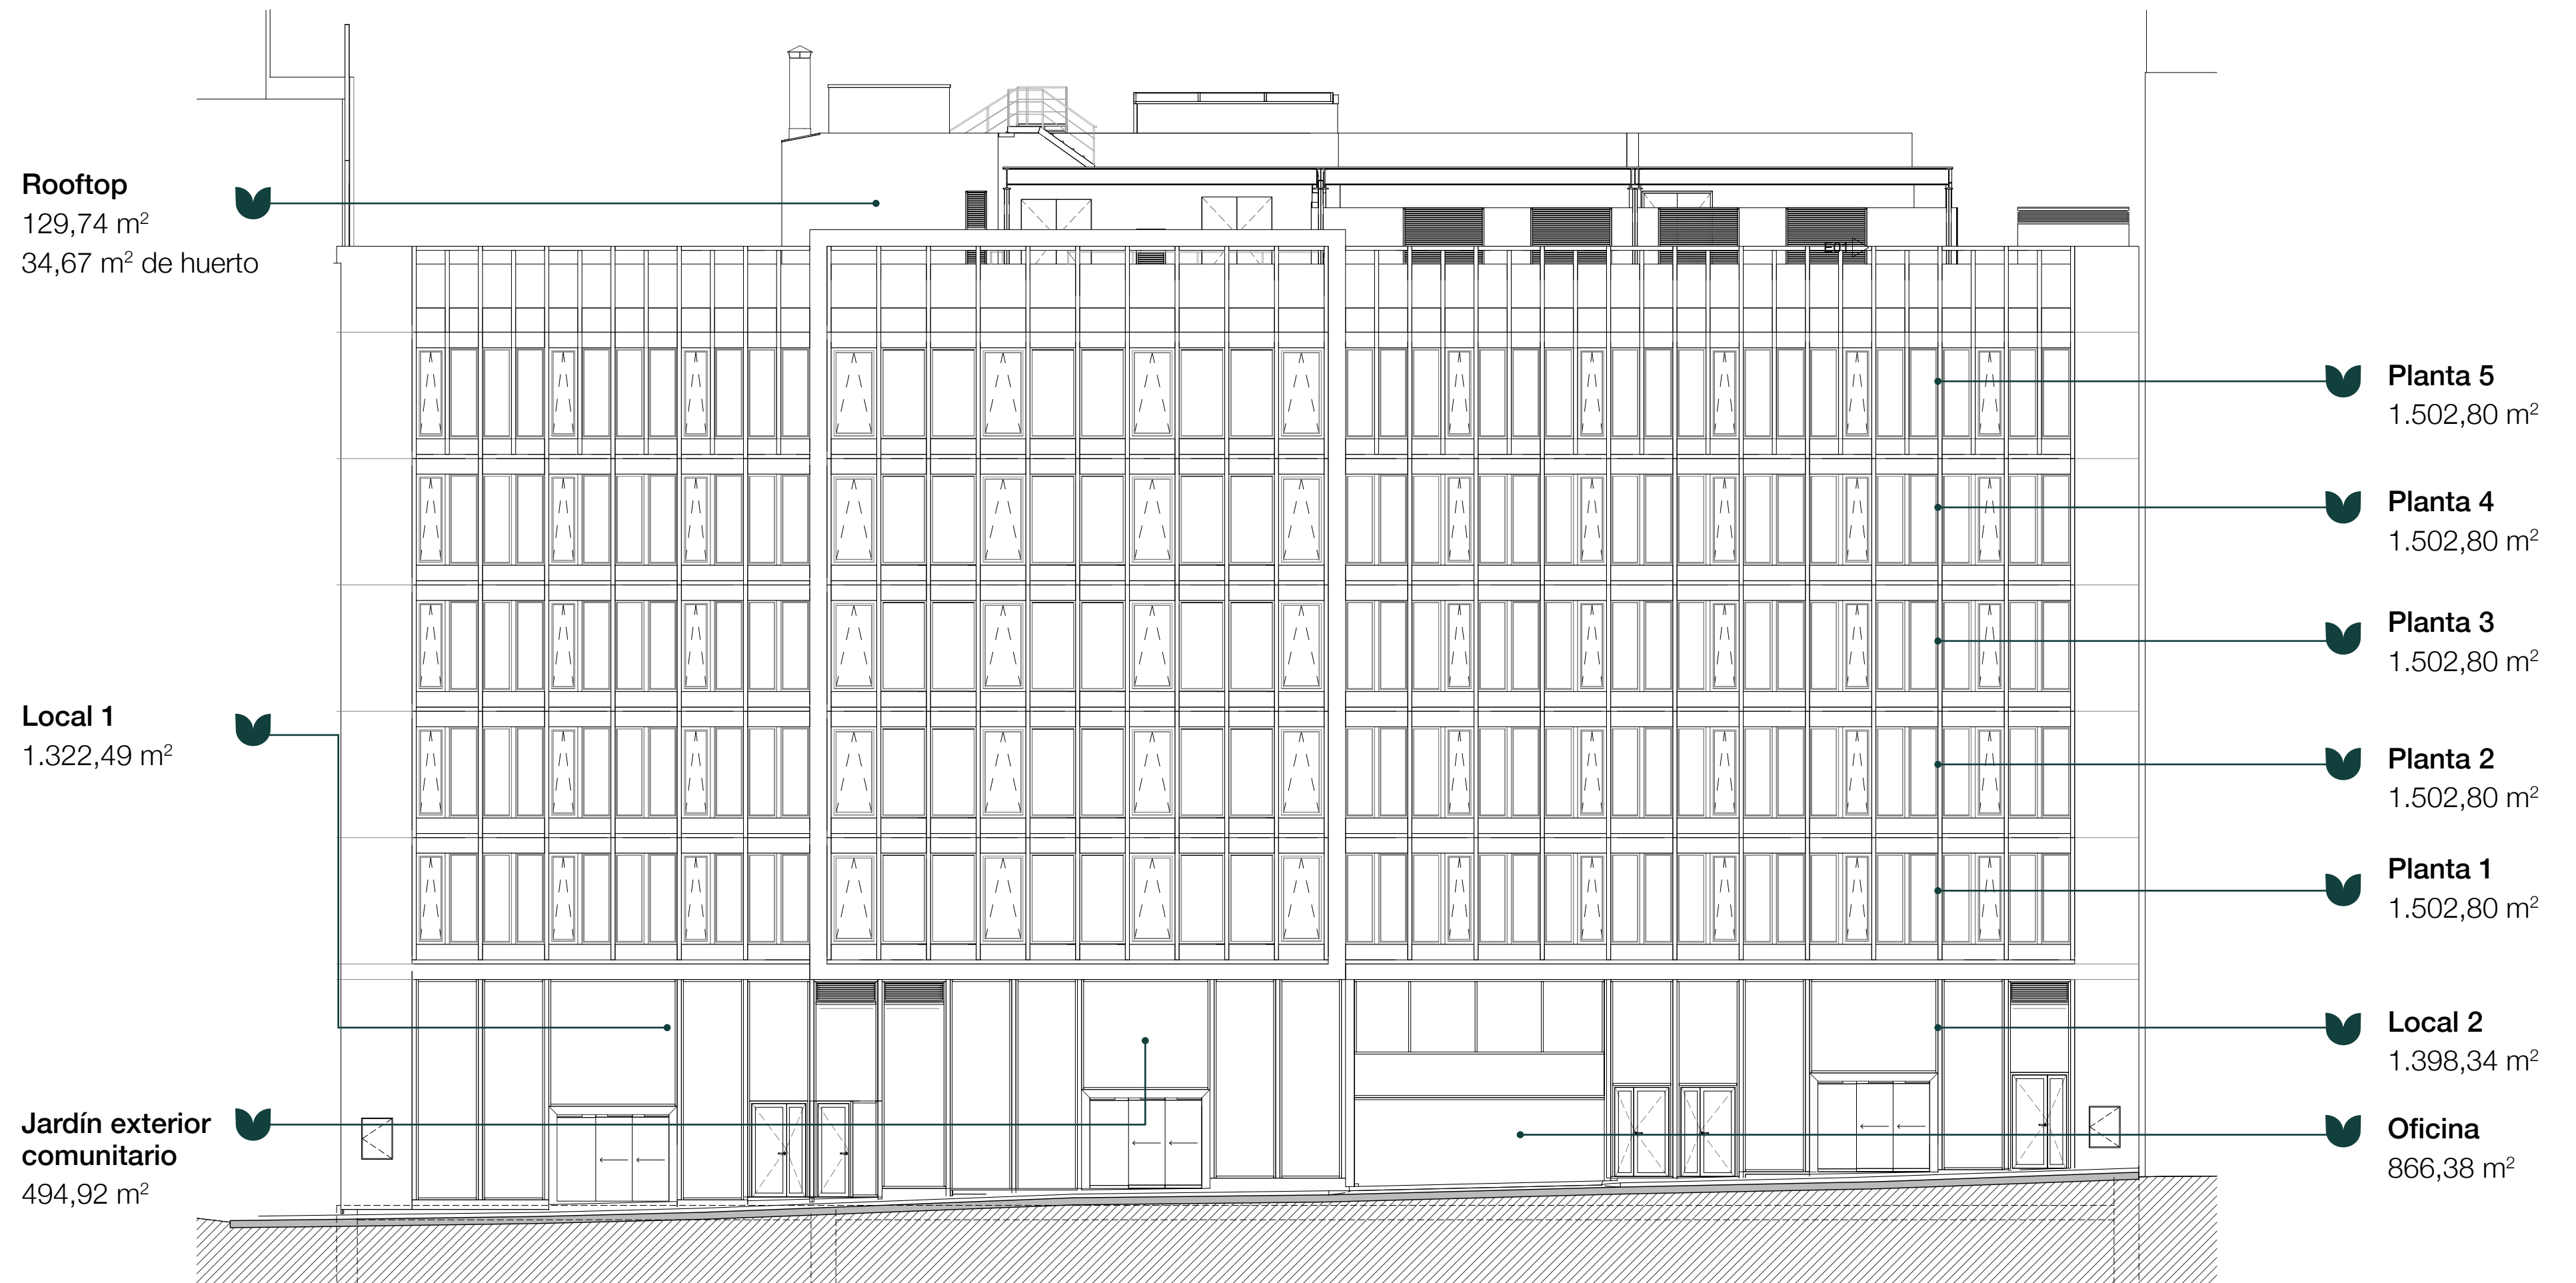 Rooftop
129,74 m²
34,67 m² de huerto
Local 1
1.322,49 m²
Jardín exterior
comunitario
494,92 m²
E01
Planta 5
1.502,80 m²
Planta 4
1.502,80 m²
Planta 3
1.502,80 m²
Planta 2
1.502,80 m²
Planta 1
1.502,80 m²
Local 2
1.398,34 m²
Oficina
866,38 m²